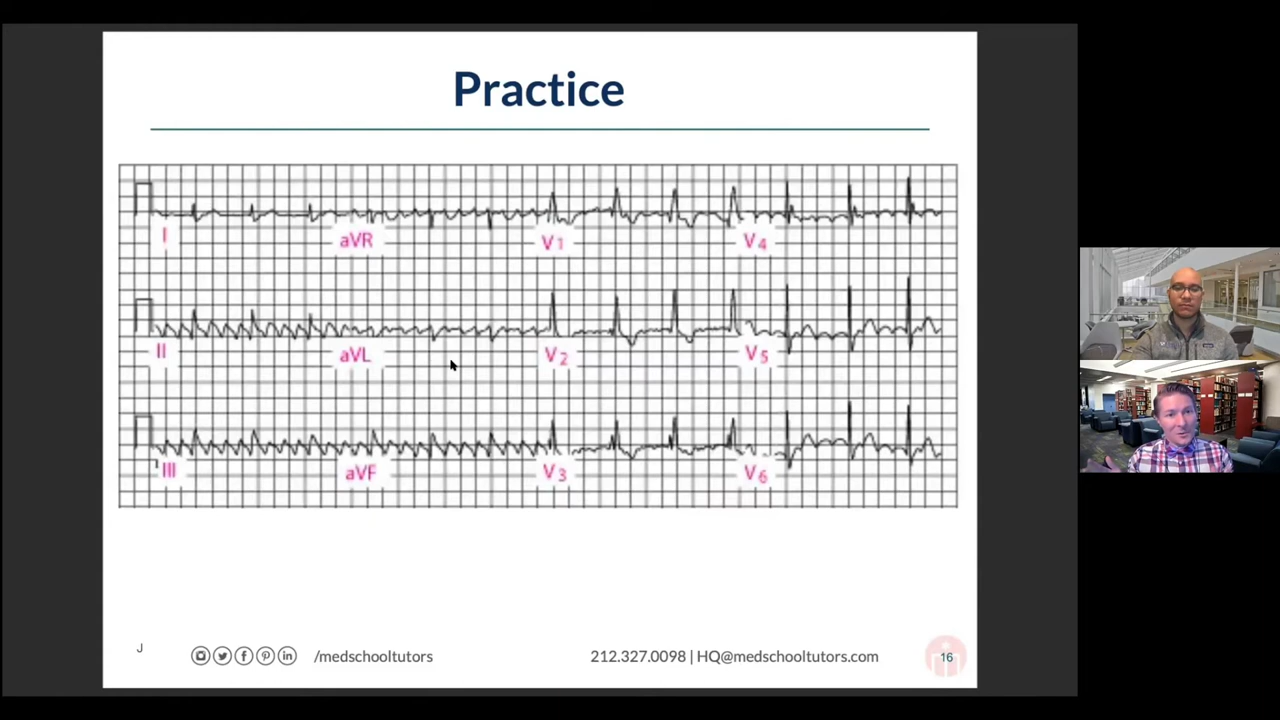 Practice
I
aVR
V1
V4
II
aVL
V2
V5
III
aVF
V3
V6
J
/medschooltutors
212.327.0098 | HQ@medschooltutors.com
16